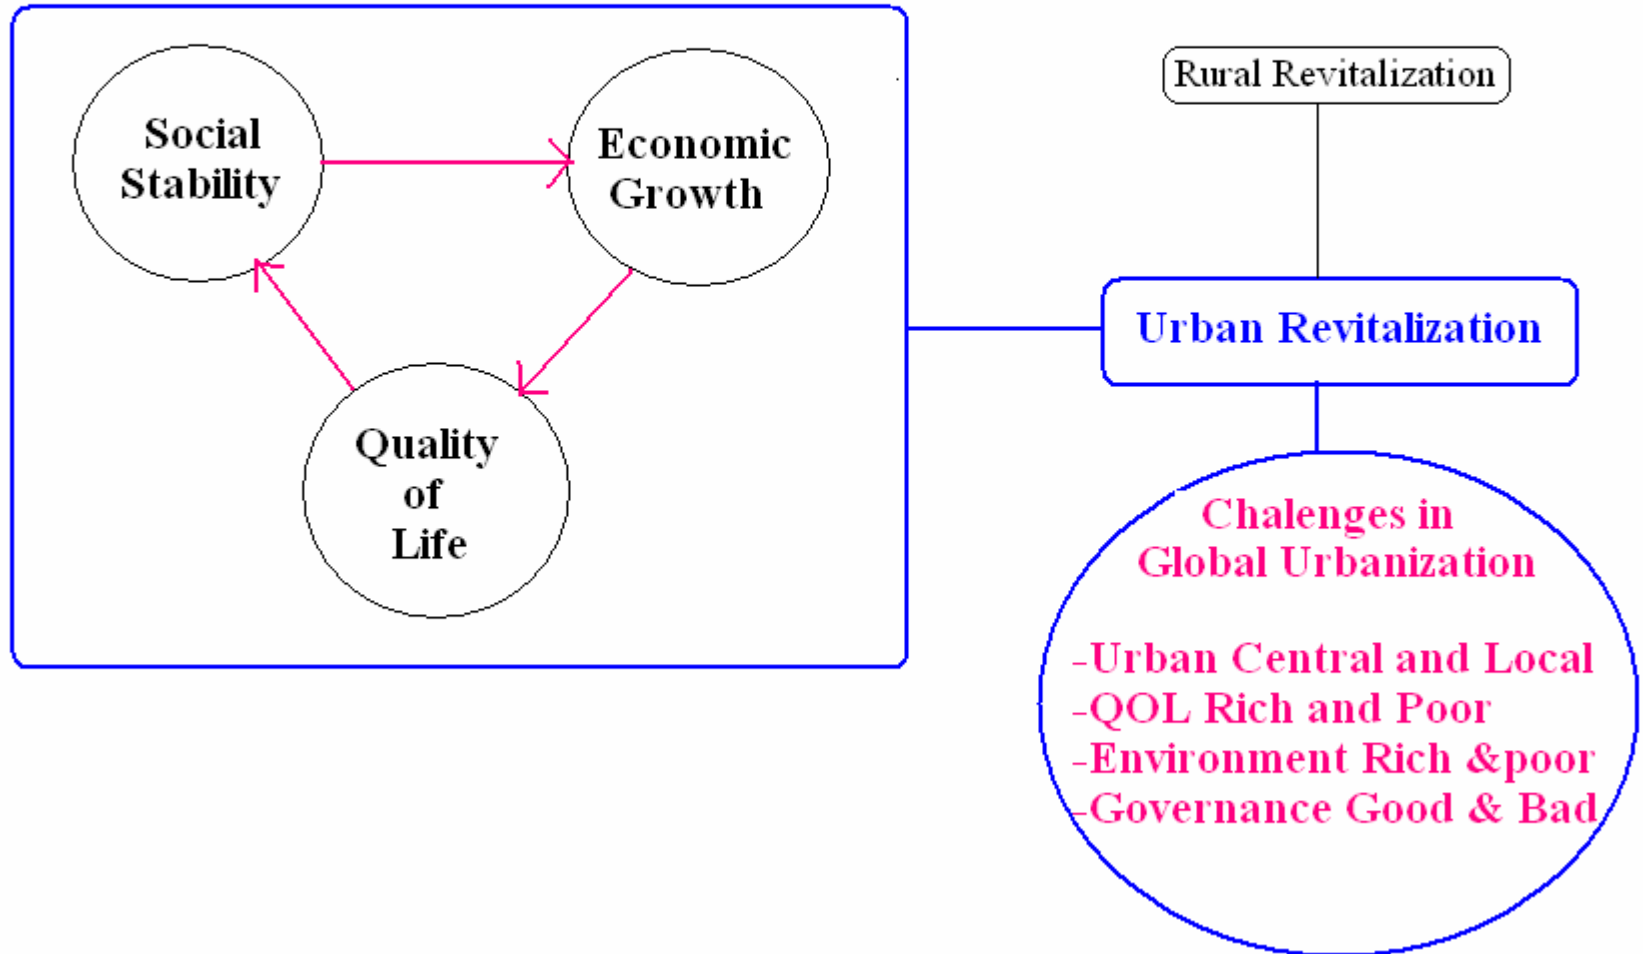 Social
Stability
Economic
Growth
Quality
of
Life
Rural Revitalization
Urban Revitalization
Chalenges in
Global Urbanization
-Urban Central and Local
-QOL Rich and Poor
-Environment Rich &poor
-Governance Good & Bad